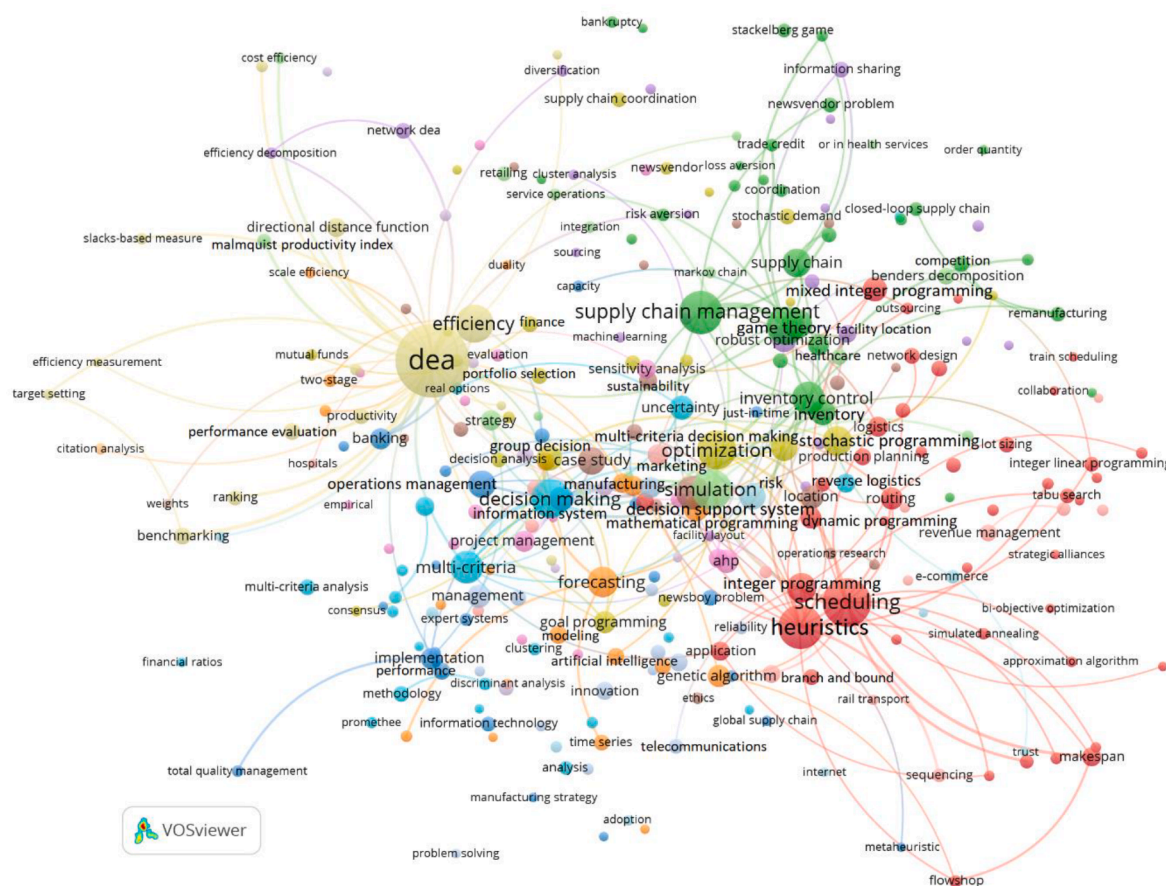 bankruptcy
stackelberg game
cost efficiency
diversification
information sharing
supply chain coordination
newsvendor problem
network dea
efficiency decomposition
trade credit
or in health services
order quantity
retailing
cluster analysis
newsvendor
loss aversion
service operations
coordination
directional distance function
risk aversion
stochastic demand
closed-loop supply chain
integration
slacks-based measure
malmquist productivity index
sourcing
scale efficiency
duality
markov chain
supply chain
competition
benders decomposition
capacity
mixed integer programming
outsourcing
supply chain management
remanufacturing
efficiency
finance
game theory
facility location
machine learning
robust optimization
dea
evaluation
healthcare
network design
train scheduling
efficiency measurement
mutual funds
portfolio selection
sensitivity analysis
two-stage
real options
sustainability
collaboration
target setting
inventory control
uncertainty
just-in-time
inventory
productivity
strategy
logistics
performance evaluation
banking
group decision
multi-criteria decision making
stochastic programming
lot sizing
citation analysis
decision analysis
case study
optimization
production planning
hospitals
marketing
integer linear programming
operations management
manufacturing
simulation
risk
reverse logistics
tabu search
weights
ranking
empirical
decision making
location
routing
information system
decision support system
mathematical programming
dynamic programming
benchmarking
project management
facility layout
revenue management
operations research
strategic alliances
ahp
multi-criteria
multi-criteria analysis
forecasting
integer programming
e-commerce
management
newsboy problem
scheduling
consensus
expert systems
goal programming
bi-objective optimization
modeling
reliability
heuristics
simulated annealing
clustering
financial ratios
implementation
artificial intelligence
application
approximation algorithm
performance
genetic algorithm
branch and bound
discriminant analysis
methodology
innovation
ethics
rail transport
promethee
information technology
global supply chain
time series
telecommunications
trust
makespan
total quality management
analysis
internet
sequencing
manufacturing strategy
adoption
VOSviewer
problem solving
metaheuristic
flowshop